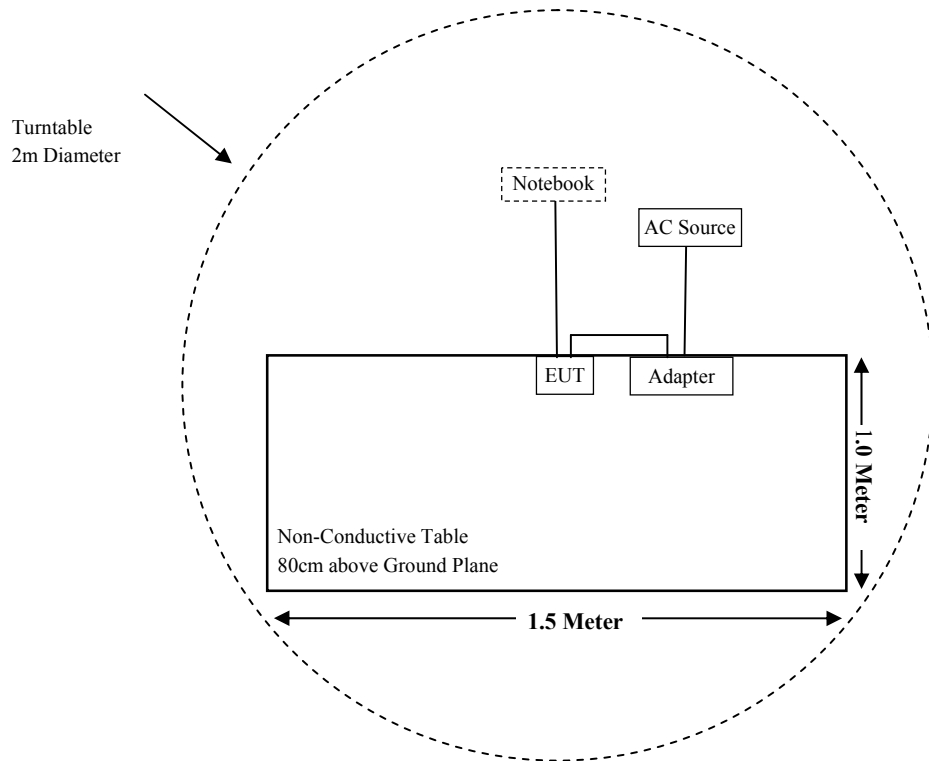 Turntable
2m Diameter
Notebook
AC Source
EUT
Adapter
1.0 Meter
Non-Conductive Table
80cm above Ground Plane
1.5 Meter